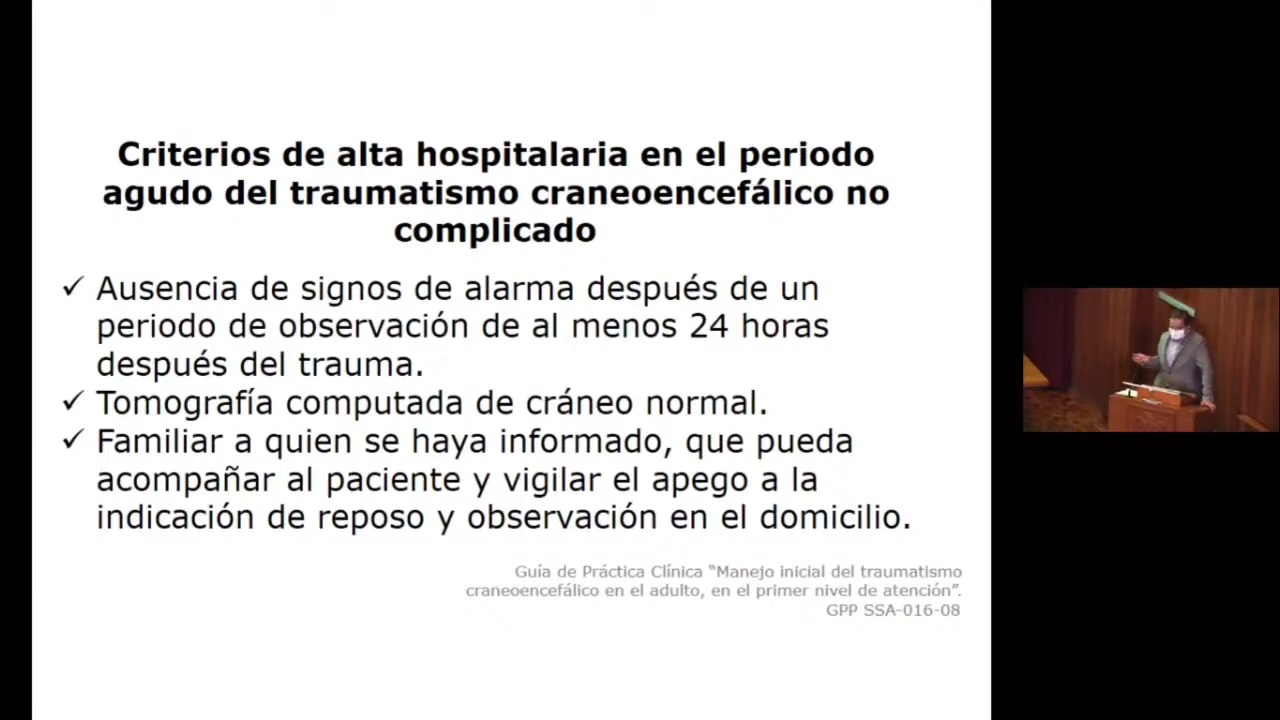 Criterios de alta hospitalaria en el periodo
agudo del traumatismo craneoencefálico no
complicado
✓ Ausencia de signos de alarma después de un
periodo de observación de al menos 24 horas
después del trauma.
✓ Tomografía computada de cráneo normal.
✓ Familiar a quien se haya informado, que pueda
acompañar al paciente y vigilar el apego a la
indicación de reposo y observación en el domicilio.
Guía de Práctica Clínica “Manejo inicial del traumatismo
craneoencefálico en el adulto, en el primer nivel de atención”.
GPP SSA-016-08